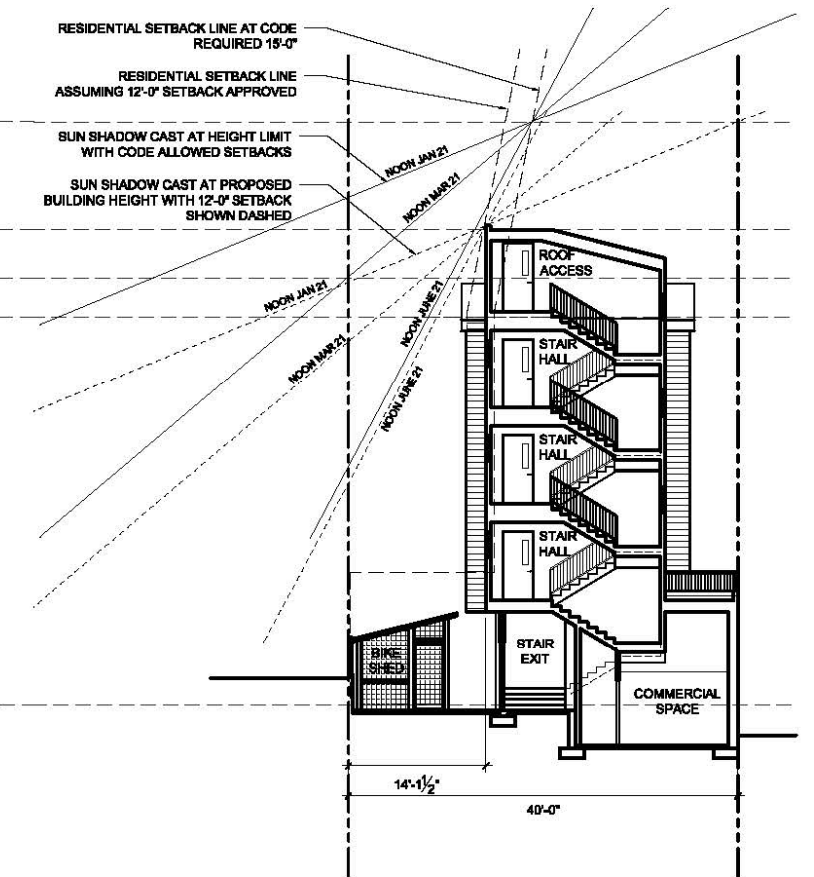 RESIDENTIAL SETBACK LINE AT CODE
REQUIRED 15'-0"
RESIDENTIAL SETBACK LINE
ASSUMING 12'-0" SETBACK APPROVED
SUN SHADOW CAST AT HEIGHT LIMIT
WITH CODE ALLOWED SETBACKS
SUN SHADOW CAST AT PROPOSED
BUILDING HEIGHT WITH 12'-0" SETBACK
SHOWN DASHED
NOON JAN 21
NOON MAR 21
NOON JAN 21
NOON MAR 21
NOON JUNE 21
NOON JUNE 21
ROOF
ACCESS
STAIR
HALL
STAIR
HALL
STAIR
HALL
BIKE
SHED
STAIR
EXIT
COMMERCIAL
SPACE
14'-1½"
40'-0"